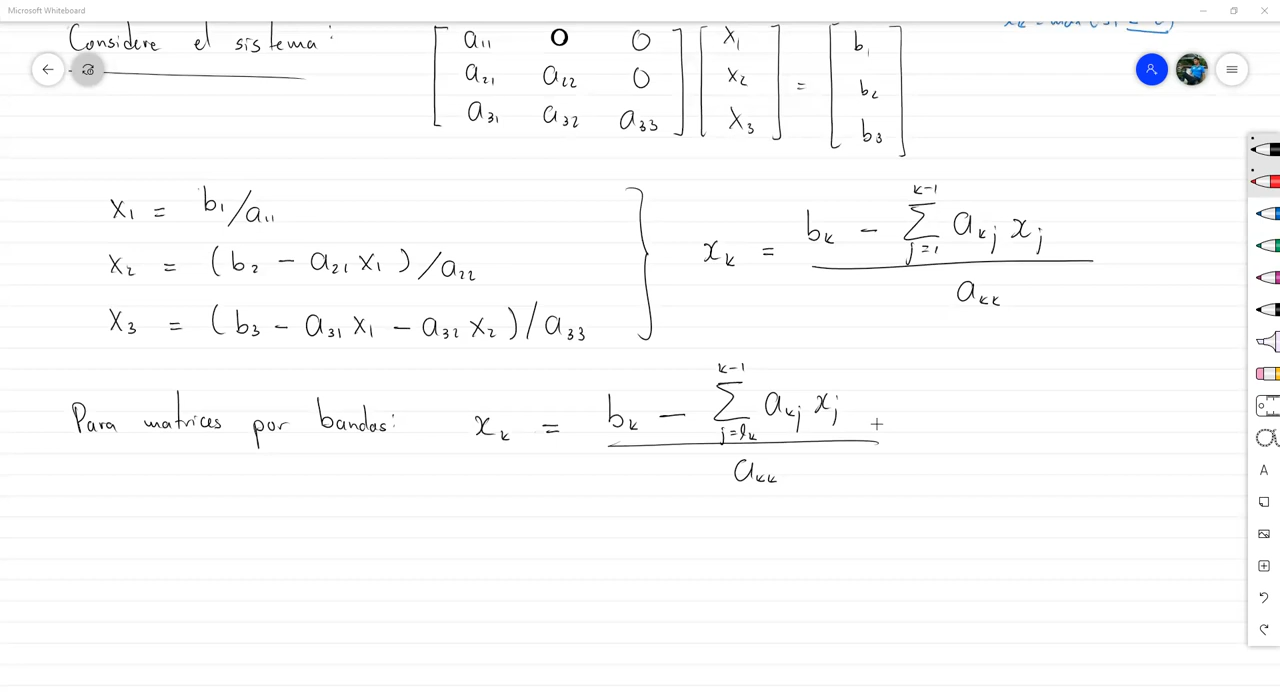 Microsoft Whiteboard
Considere el sistema:
[ a₁₁ 0 0 ] [ x₁ ] [ b₁ ]
[ a₂₁ a₂₂ 0 ] [ x₂ ] = [ b₂ ]
[ a₃₁ a₃₂ a₃₃ ] [ x₃ ] [ b₃ ]
x₁ = b₁/a₁₁
x₂ = (b₂ - a₂₁ x₁)/a₂₂
x₃ = (b₃ - a₃₁ x₁ - a₃₂ x₂)/a₃₃
k-1
xₖ = bₖ - Σ aₖⱼ xⱼ
j=1
aₖₖ
k-1
Para matrices por bandas: xₖ = bₖ - Σ aₖⱼ xⱼ
j=lₖ
aₖₖ
A